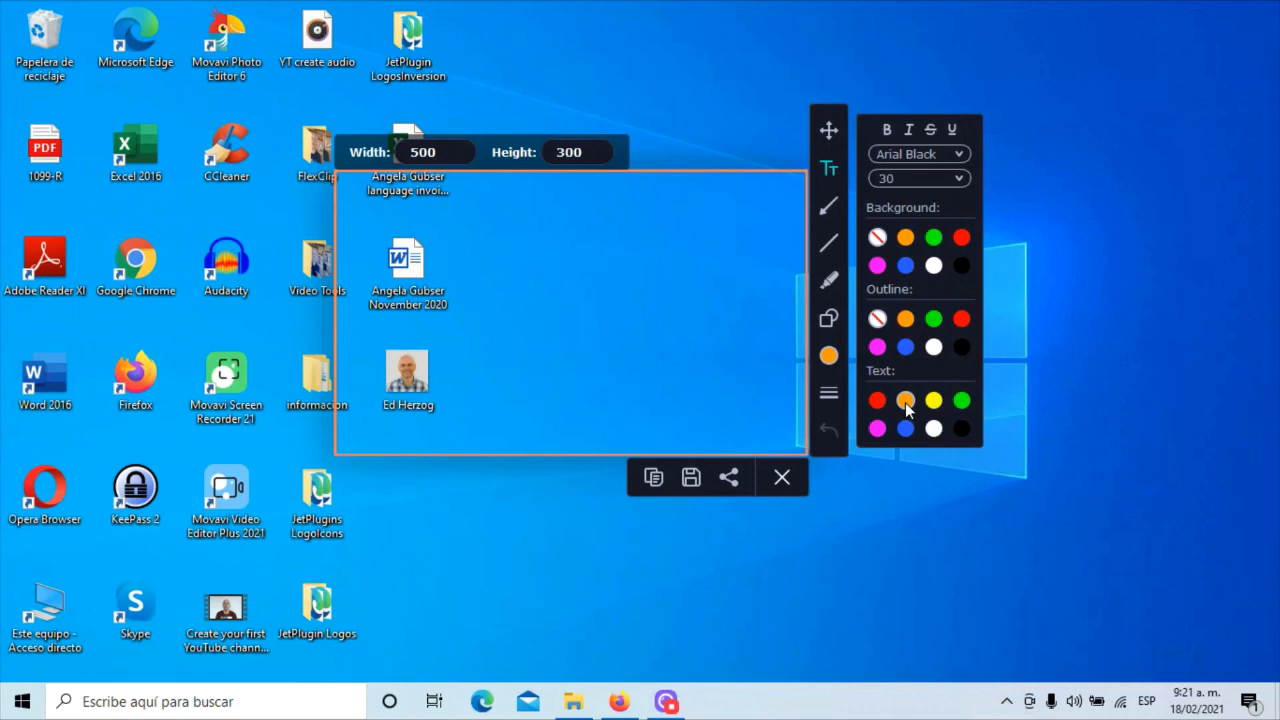 Papelera de
reciclaje
Microsoft Edge
Movavi Photo
Editor 6
YT create audio
JetPlugin
LogosInversion
PDF
1099-R
Excel 2016
CCleaner
FlexClip
Angela Gubser
language invoi...
Width: 500 Height: 300
Adobe Reader XI
Google Chrome
Audacity
Video Tools
Angela Gubser
November 2020
Word 2016
Firefox
Movavi Screen
Recorder 21
informacion
Ed Herzog
Opera Browser
KeePass 2
Movavi Video
Editor Plus 2021
JetPlugins
LogoIcons
Este equipo -
Acceso directo
Skype
Create your first
YouTube chann...
JetPlugin Logos
B I S U
Arial Black
30
Background:
Outline:
Text:
Escribe aquí para buscar
ESP
9:21 a. m.
18/02/2021
1